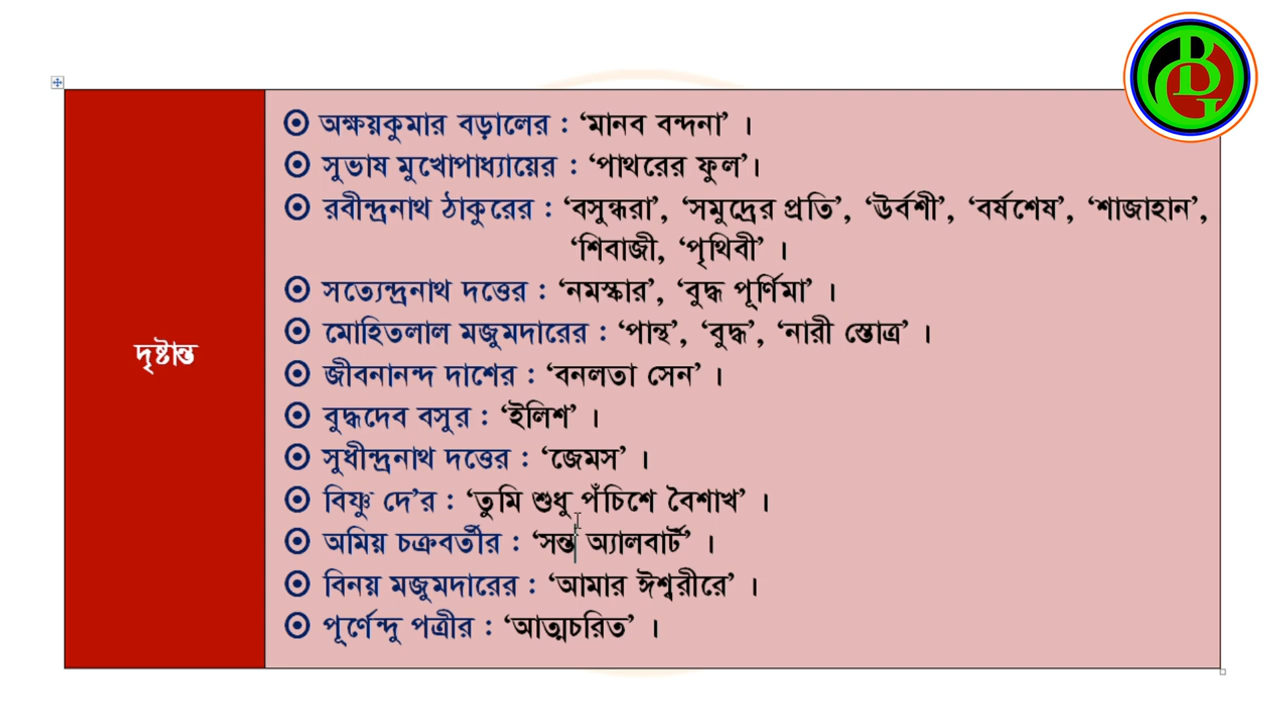 দৃষ্টান্ত
অক্ষয়কুমার বড়ালের : ‘মানব বন্দনা’ ।
সুভাষ মুখোপাধ্যায়ের : ‘পাথরের ফুল’।
রবীন্দ্রনাথ ঠাকুরের : ‘বসুন্ধরা’, ‘সমুদ্রের প্রতি’, ‘ঊর্বশী’, ‘বর্ষশেষ’, ‘শাজাহান’,
‘শিবাজী, ‘পৃথিবী’ ।
সত্যেন্দ্রনাথ দত্তের : ‘নমস্কার’, ‘বুদ্ধ পূর্ণিমা’ ।
মোহিতলাল মজুমদারের : ‘পান্থ’, ‘বুদ্ধ’, ‘নারী স্তোত্র’ ।
জীবনানন্দ দাশের : ‘বনলতা সেন’ ।
বুদ্ধদেব বসুর : ‘ইলিশ’ ।
সুধীন্দ্রনাথ দত্তের : ‘জেমস’ ।
বিষ্ণু দে’র : ‘তুমি শুধু পঁচিশে বৈশাখ’ ।
অমিয় চক্রবর্তীর : ‘সন্ত অ্যালবার্ট’ ।
বিনয় মজুমদারের : ‘আমার ঈশ্বরীরে’ ।
পূর্ণেন্দু পত্রীর : ‘আত্মচরিত’ ।